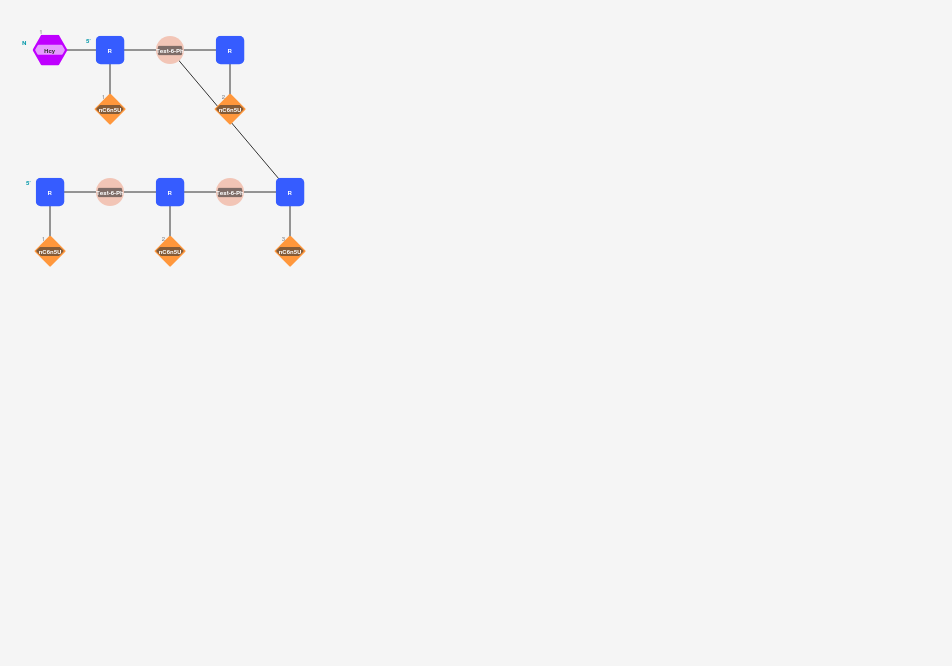 1
N Hcy 5' R Test-6-Ph R
1 nC6n5U 2 nC6n5U
5' R Test-6-Ph R Test-6-Ph R
1 nC6n5U 2 nC6n5U 3 nC6n5U